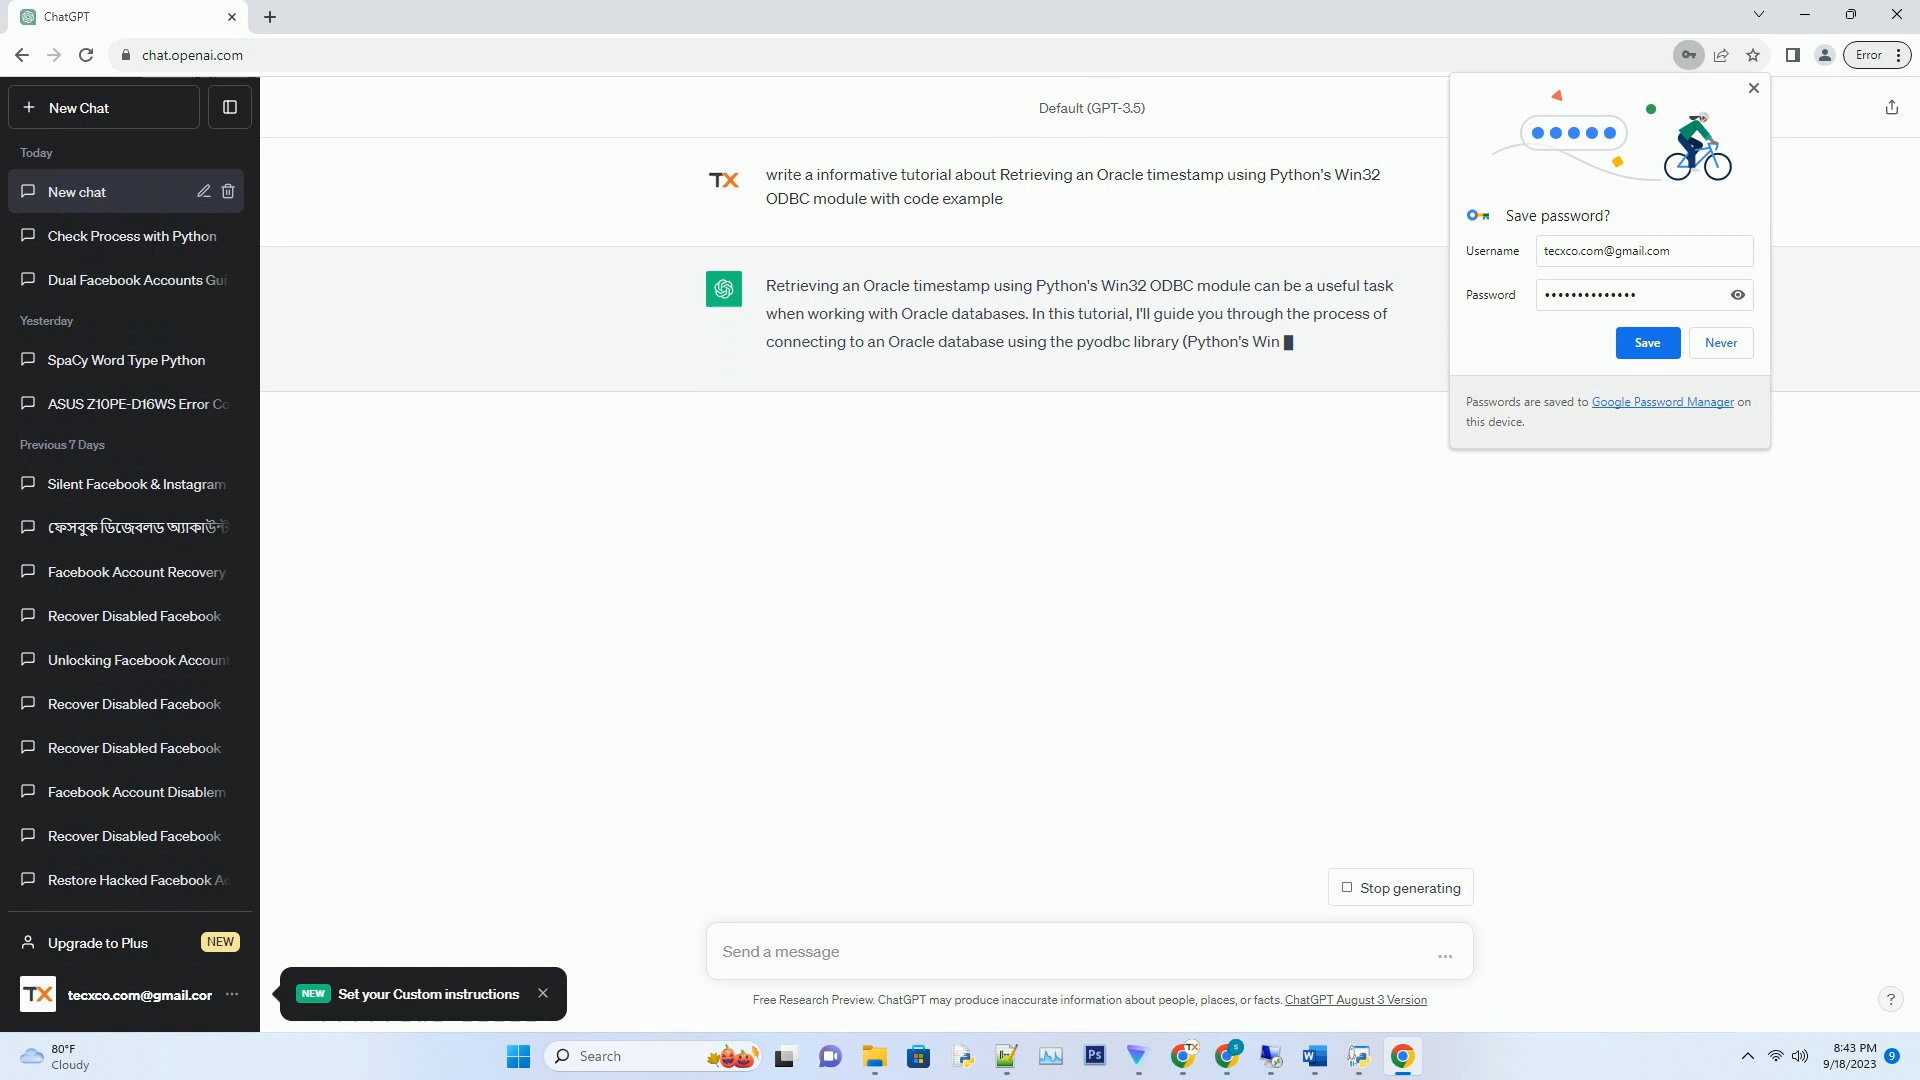 ChatGPT
chat.openai.com
Error
New Chat
Default (GPT-3.5)
Today
New chat
Check Process with Python
Dual Facebook Accounts Gui
Yesterday
SpaCy Word Type Python
ASUS Z10PE-D16WS Error Co
Previous 7 Days
Silent Facebook & Instagram
ফেসবুক ডিজেবলড অ্যাকাউন্ট
Facebook Account Recovery
Recover Disabled Facebook
Unlocking Facebook Account
Recover Disabled Facebook
Recover Disabled Facebook
Facebook Account Disablem
Recover Disabled Facebook
Restore Hacked Facebook Ac
Upgrade to Plus NEW
TX tecxco.com@gmail.cor
TX
write a informative tutorial about Retrieving an Oracle timestamp using Python's Win32
ODBC module with code example
Retrieving an Oracle timestamp using Python's Win32 ODBC module can be a useful task
when working with Oracle databases. In this tutorial, I'll guide you through the process of
connecting to an Oracle database using the pyodbc library (Python's Win
Save password?
Username tecxco.com@gmail.com
Password ••••••••••••••
Save Never
Passwords are saved to Google Password Manager on
this device.
Stop generating
Send a message
NEW Set your Custom instructions
Free Research Preview. ChatGPT may produce inaccurate information about people, places, or facts. ChatGPT August 3 Version
?
80°F
Cloudy
Search
Ps
TX
S
W
8:43 PM
9/18/2023
9